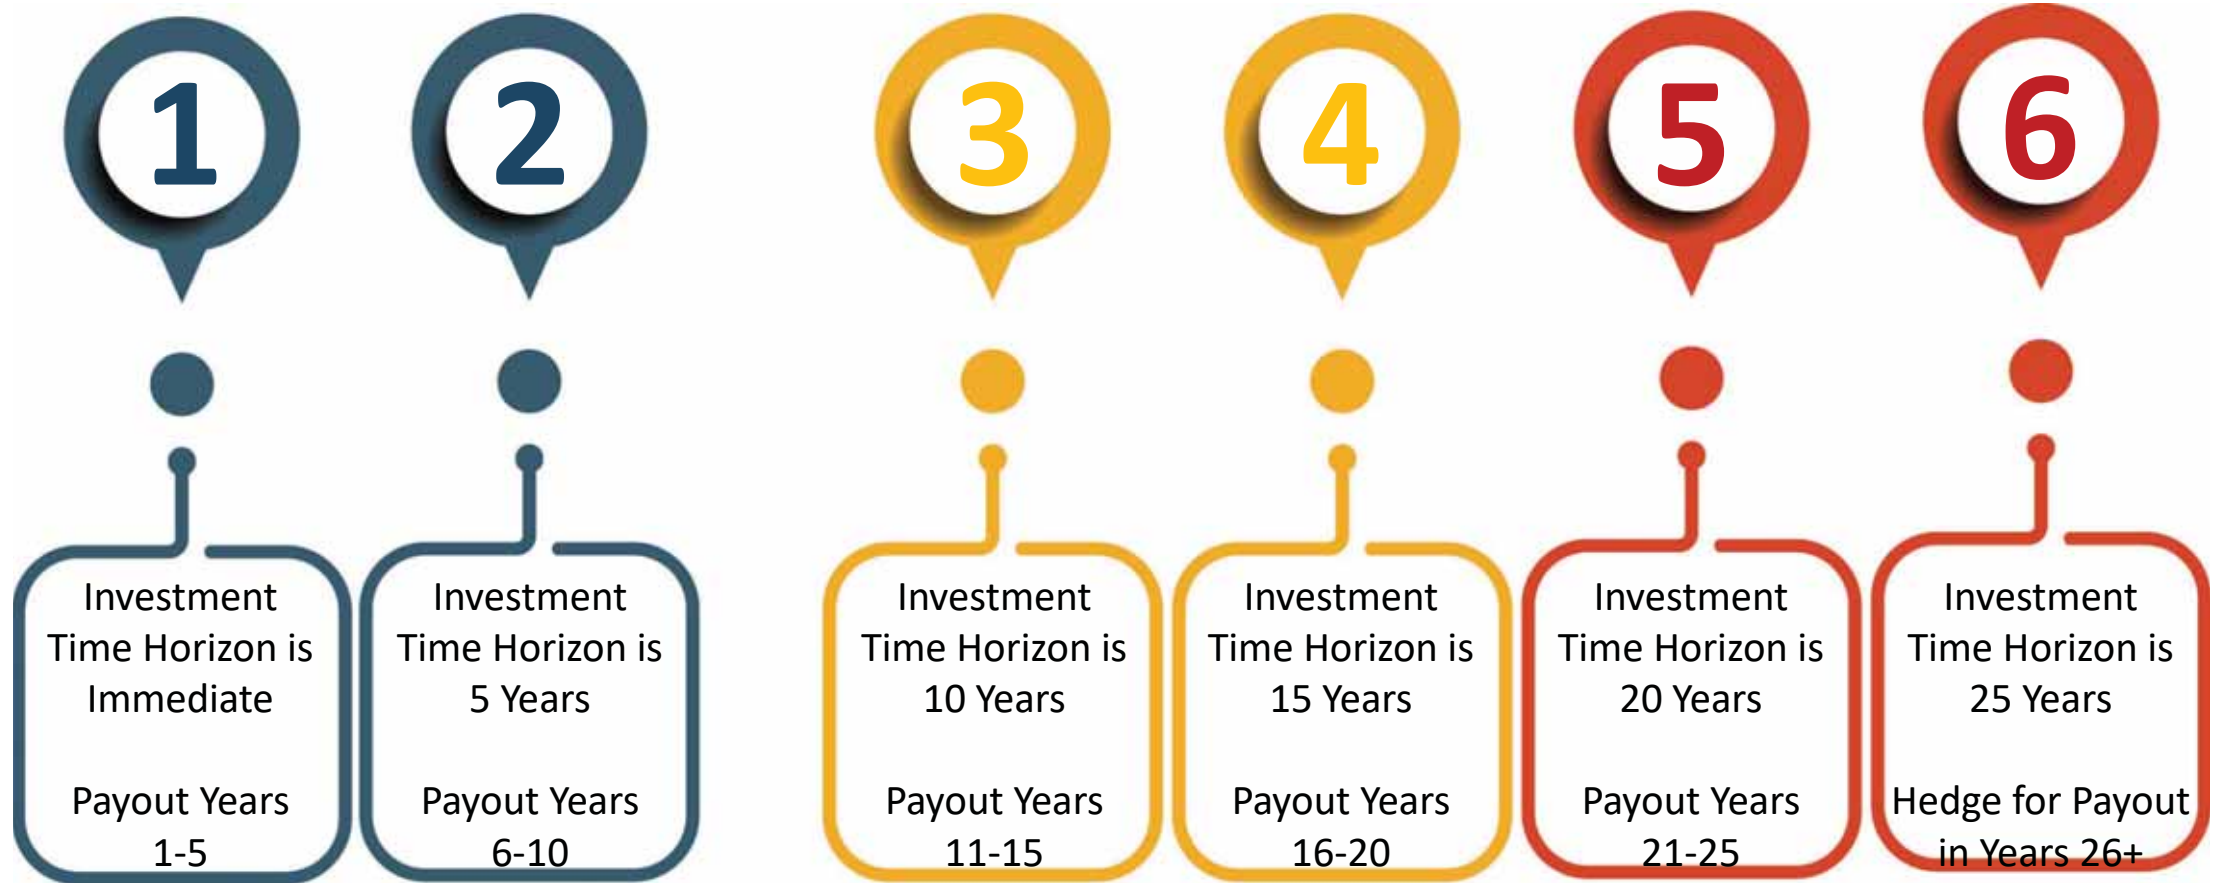 1
Investment
Time Horizon is
Immediate
Payout Years
1-5
2
Investment
Time Horizon is
5 Years
Payout Years
6-10
3
Investment
Time Horizon is
10 Years
Payout Years
11-15
4
Investment
Time Horizon is
15 Years
Payout Years
16-20
5
Investment
Time Horizon is
20 Years
Payout Years
21-25
6
Investment
Time Horizon is
25 Years
Hedge for Payout
in Years 26+